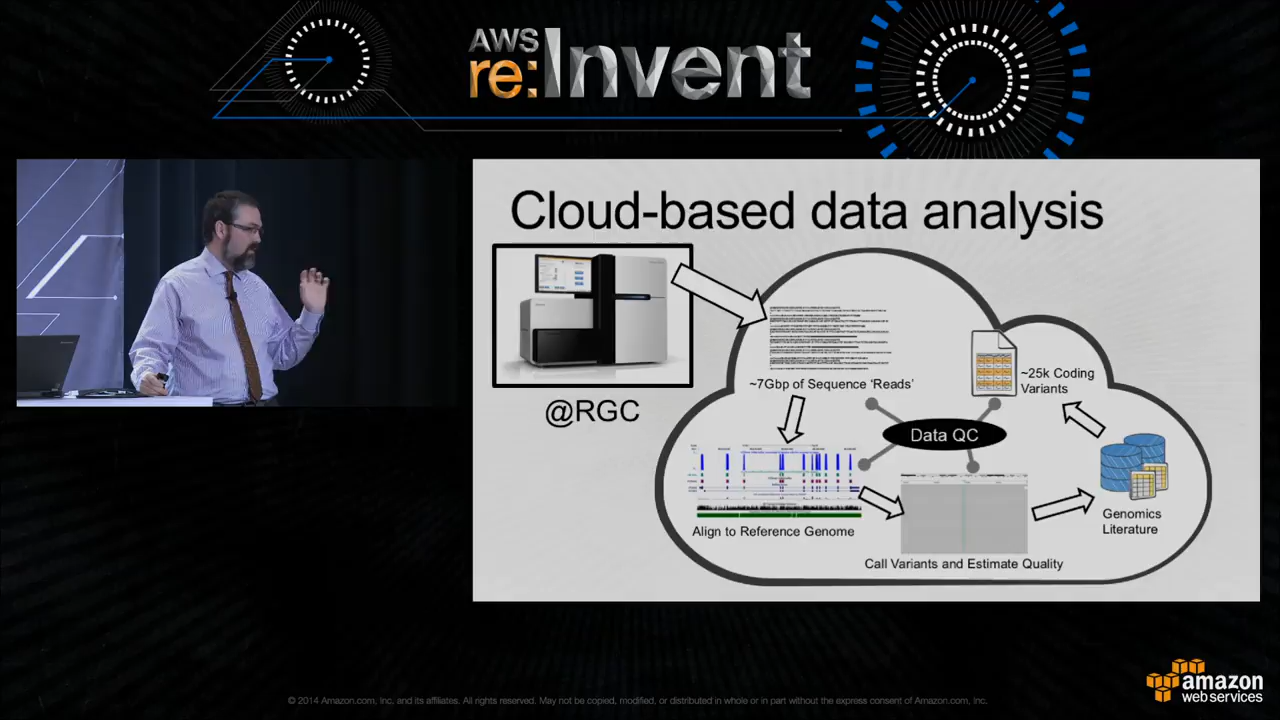 AWS
re:Invent
Cloud-based data analysis
@RGC
~7Gbp of Sequence 'Reads'
~25k Coding
Variants
Data QC
Align to Reference Genome
Call Variants and Estimate Quality
Genomics
Literature
© 2014 Amazon.com, Inc. and its affiliates. All rights reserved. May not be copied, modified, or distributed in whole or in part without the express consent of Amazon.com, Inc.
amazon
web services